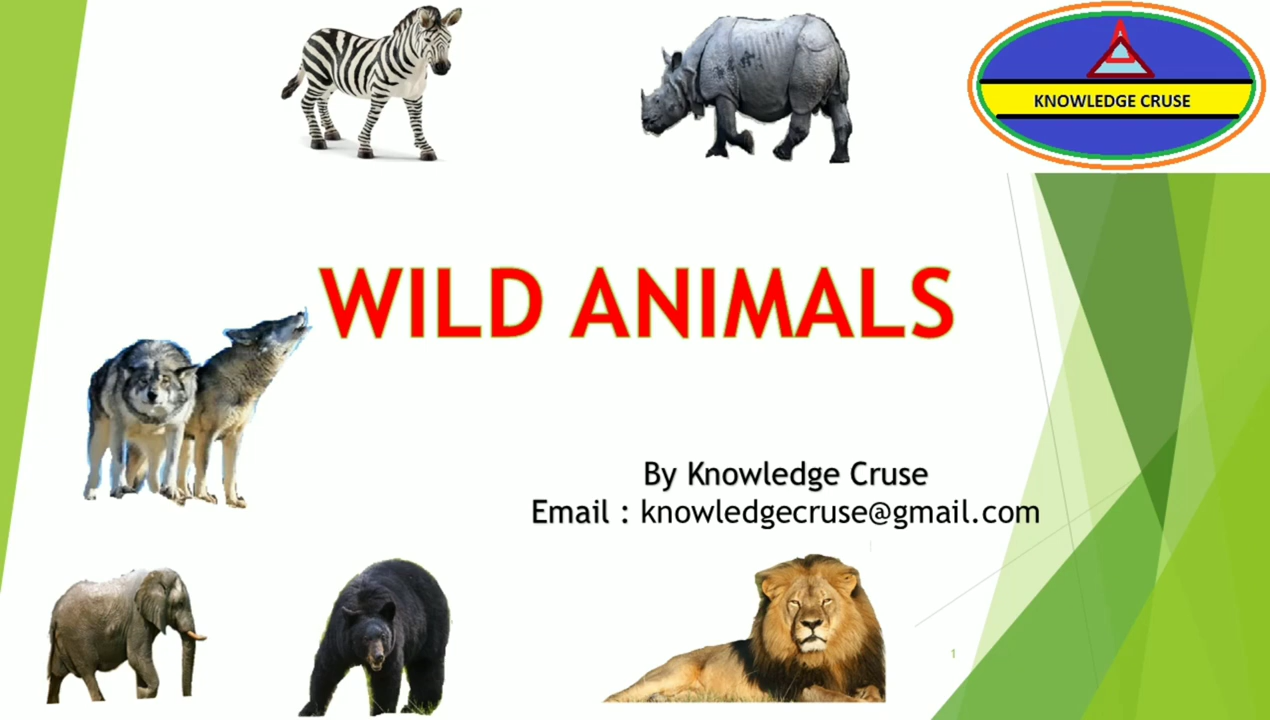 KNOWLEDGE CRUSE
WILD ANIMALS
By Knowledge Cruse
Email : knowledgecruse@gmail.com
1